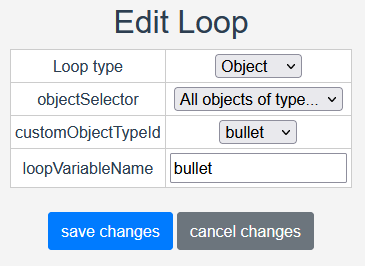 Edit Loop
Loop type Object
objectSelector All objects of type...
customObjectTypeId bullet
loopVariableName bullet
save changes cancel changes